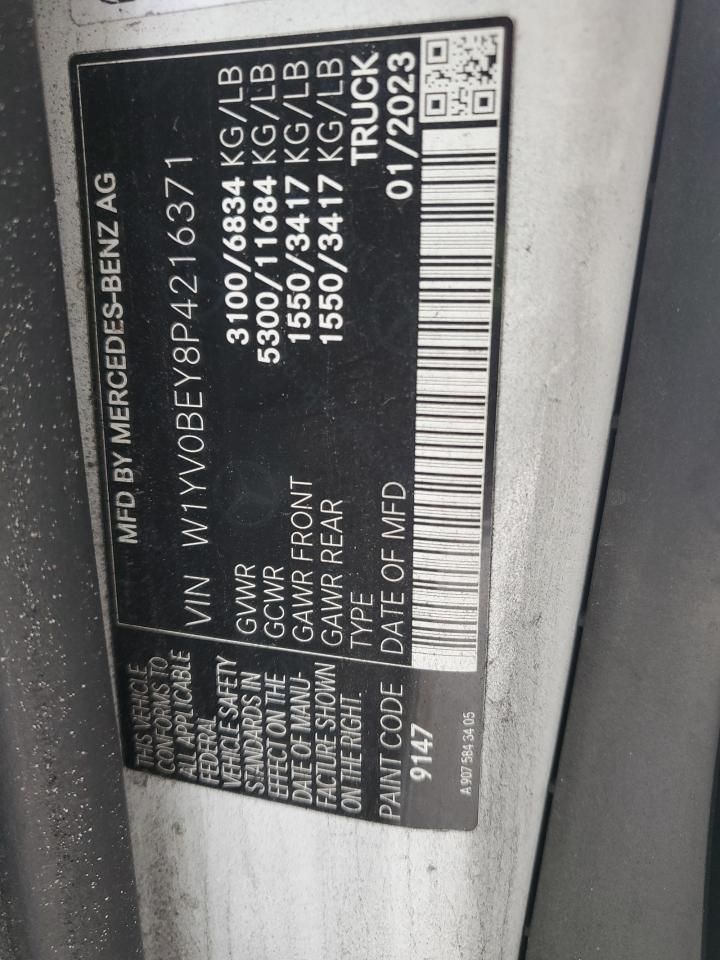 MFD BY MERCEDES-BENZ AG
VIN W1YV0BEY8P4216371
GVWR 3100/6834 KG/LB
GCWR 5300/11684 KG/LB
GAWR FRONT 1550/3417 KG/LB
GAWR REAR 1550/3417 KG/LB
TYPE TRUCK
DATE OF MFD 01/2023
THIS VEHICLE
CONFORMS TO
ALL APPLICABLE
FEDERAL
VEHICLE SAFETY
STANDARDS IN
EFFECT ON THE
DATE OF MANU-
FACTURE SHOWN
ON THE RIGHT.
PAINT CODE
9147
A 907 584 34 05